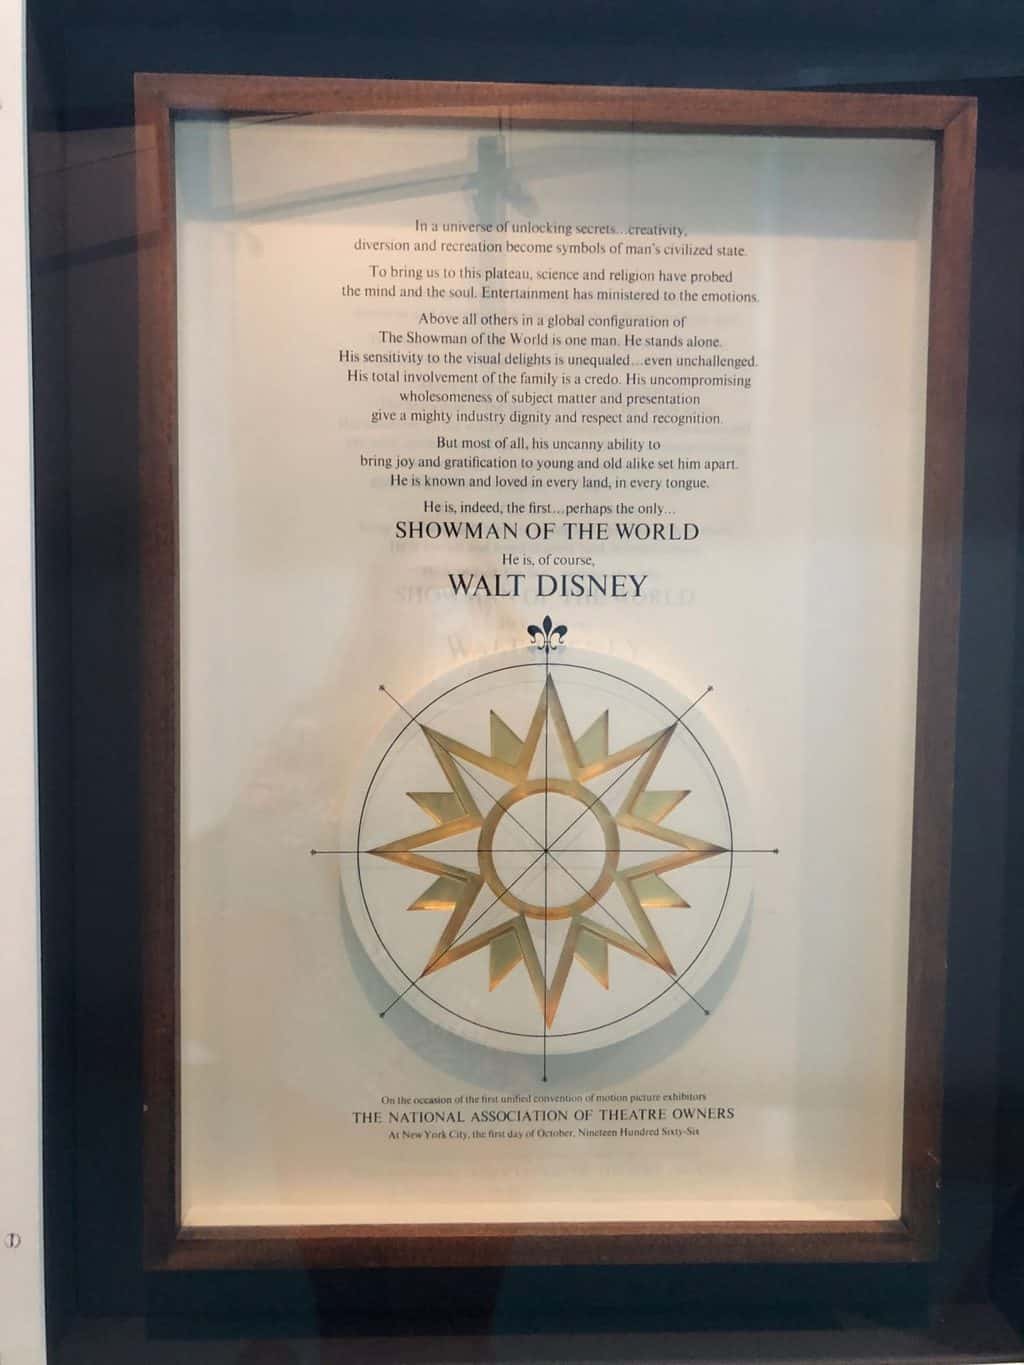 In a universe of unlocking secrets...creativity,
diversion and recreation become symbols of man's civilized state.
To bring us to this plateau, science and religion have probed
the mind and the soul. Entertainment has ministered to the emotions.
Above all others in a global configuration of
The Showman of the World is one man. He stands alone.
His sensitivity to the visual delights is unequaled...even unchallenged.
His total involvement of the family is a credo. His uncompromising
wholesomeness of subject matter and presentation
give a mighty industry dignity and respect and recognition.
But most of all, his uncanny ability to
bring joy and gratification to young and old alike set him apart.
He is known and loved in every land, in every tongue.
He is, indeed, the first...perhaps the only...
SHOWMAN OF THE WORLD
He is, of course,
WALT DISNEY
On the occasion of the first unified convention of motion picture exhibitors
THE NATIONAL ASSOCIATION OF THEATRE OWNERS
At New York City, the first day of October, Nineteen Hundred Sixty-Six